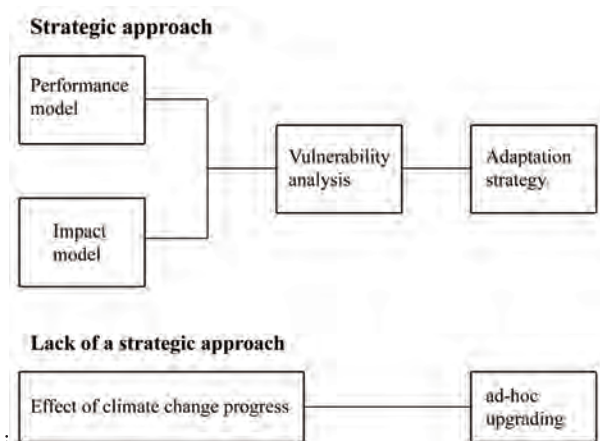 Strategic approach
Performance
model
Vulnerability
analysis
Adaptation
strategy
Impact
model
Lack of a strategic approach
Effect of climate change progress
ad-hoc
upgrading
.